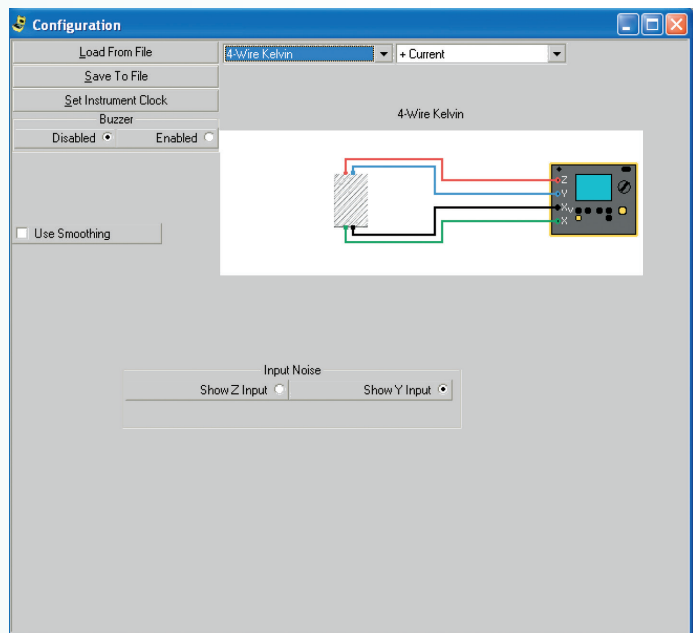 Configuration
Load From File
4-Wire Kelvin
+ Current
Save To File
Set Instrument Clock
Buzzer
4-Wire Kelvin
Disabled
Enabled
Z
Y
Xv
X
Use Smoothing
Input Noise
Show Z Input
Show Y Input